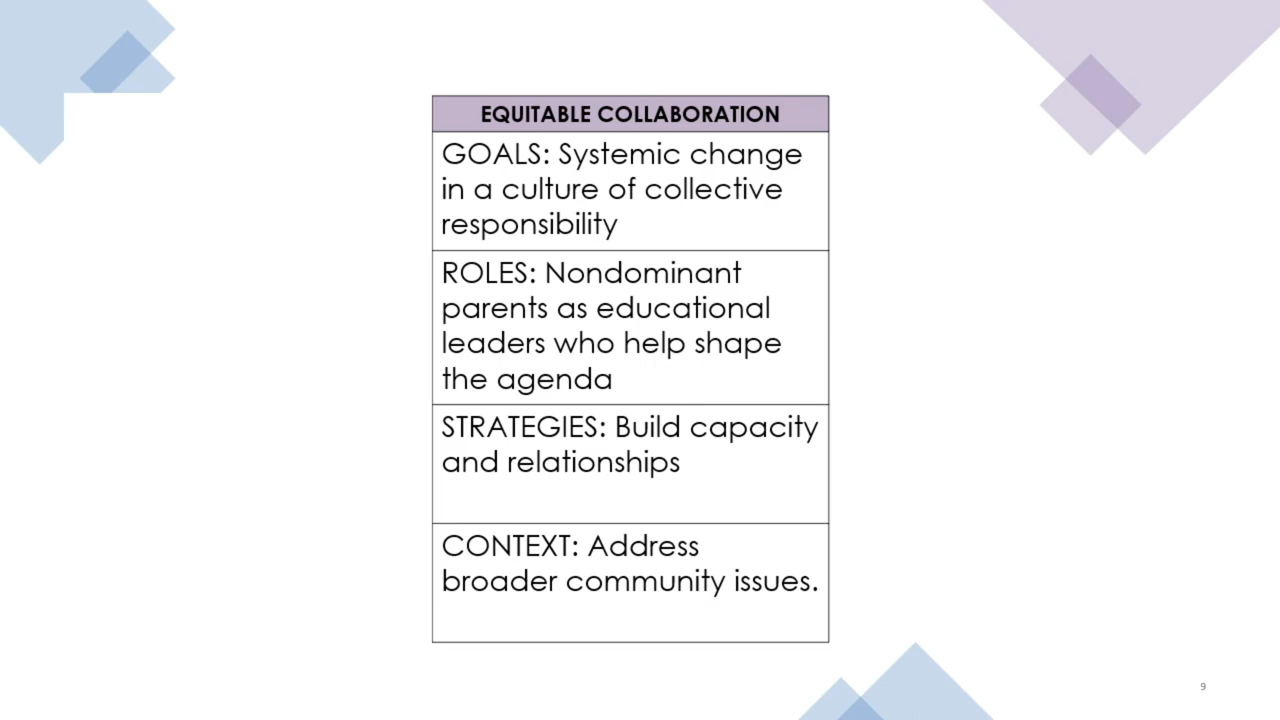 EQUITABLE COLLABORATION
GOALS: Systemic change
in a culture of collective
responsibility
ROLES: Nondominant
parents as educational
leaders who help shape
the agenda
STRATEGIES: Build capacity
and relationships
CONTEXT: Address
broader community issues.
9